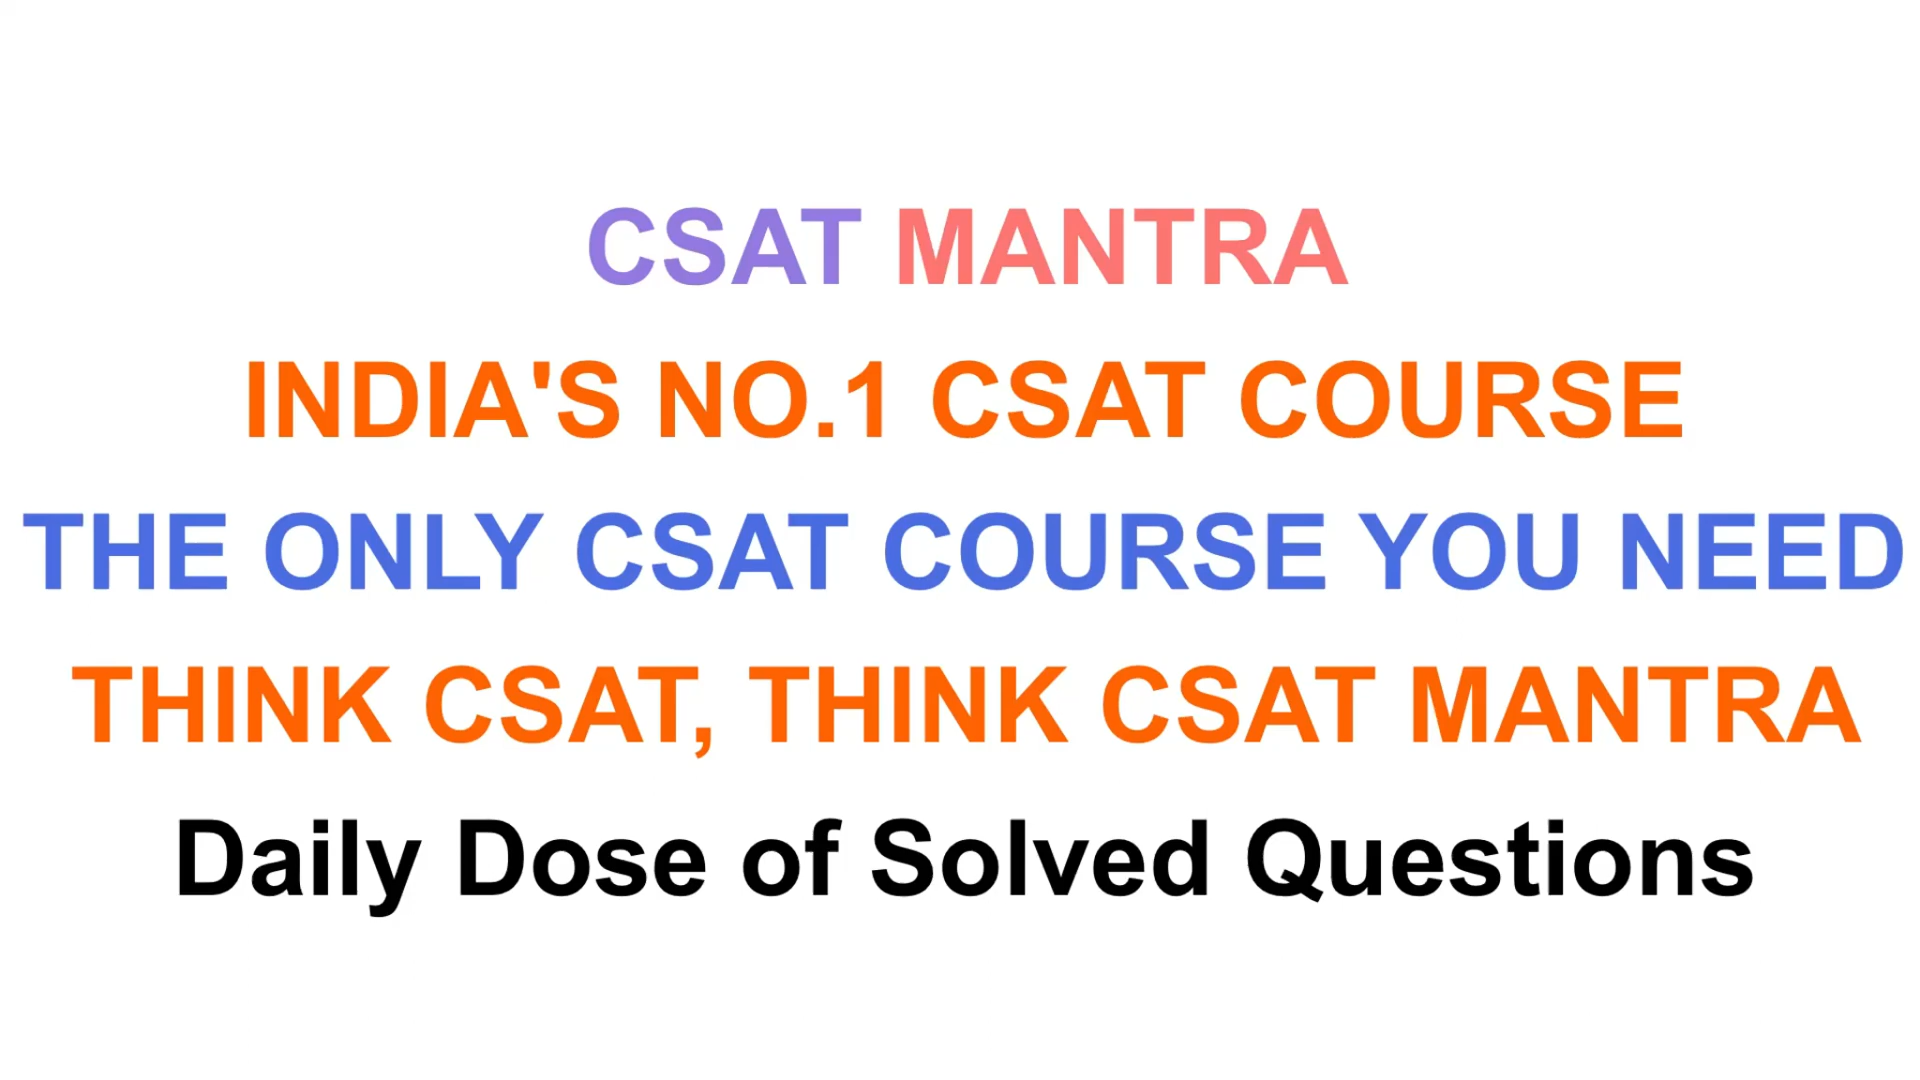 CSAT MANTRA
INDIA'S NO.1 CSAT COURSE
THE ONLY CSAT COURSE YOU NEED
THINK CSAT, THINK CSAT MANTRA
Daily Dose of Solved Questions